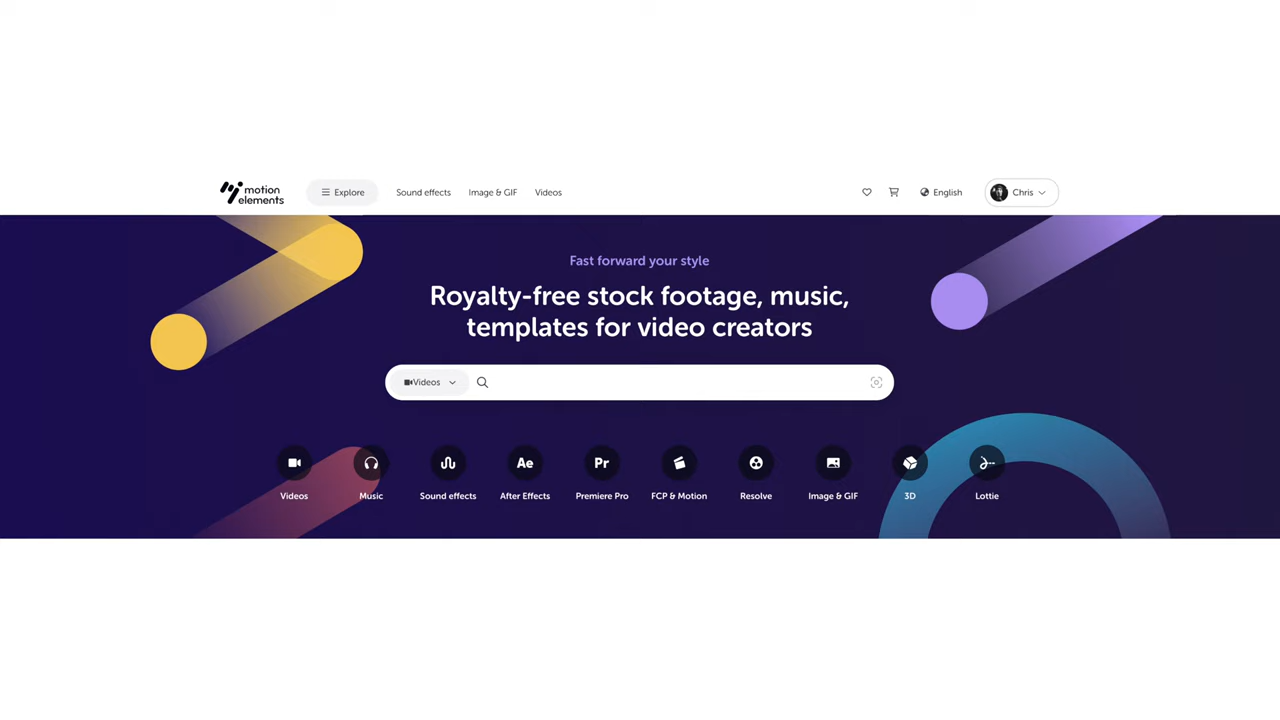 motion
elements
Explore
Sound effects
Image & GIF
Videos
English
Chris
Fast forward your style
Royalty-free stock footage, music,
templates for video creators
Videos
Videos
Music
Sound effects
Ae
After Effects
Pr
Premiere Pro
FCP & Motion
Resolve
Image & GIF
3D
Lottie